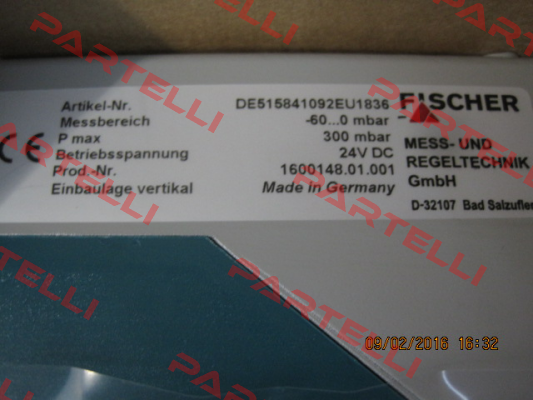 Artikel-Nr. DE515841092EU1836
Messbereich -60...0 mbar
P max 300 mbar
Betriebsspannung 24V DC
Prod.-Nr. 1600148.01.001
Einbaulage vertikal Made in Germany
CE
FISCHER
MESS- UND
REGELTECHNIK
GmbH
D-32107 Bad Salzuflen
09/02/2016 16:32
PARTELLI
PARTELLI
PARTELLI
PARTELLI
PARTELLI
PARTELLI